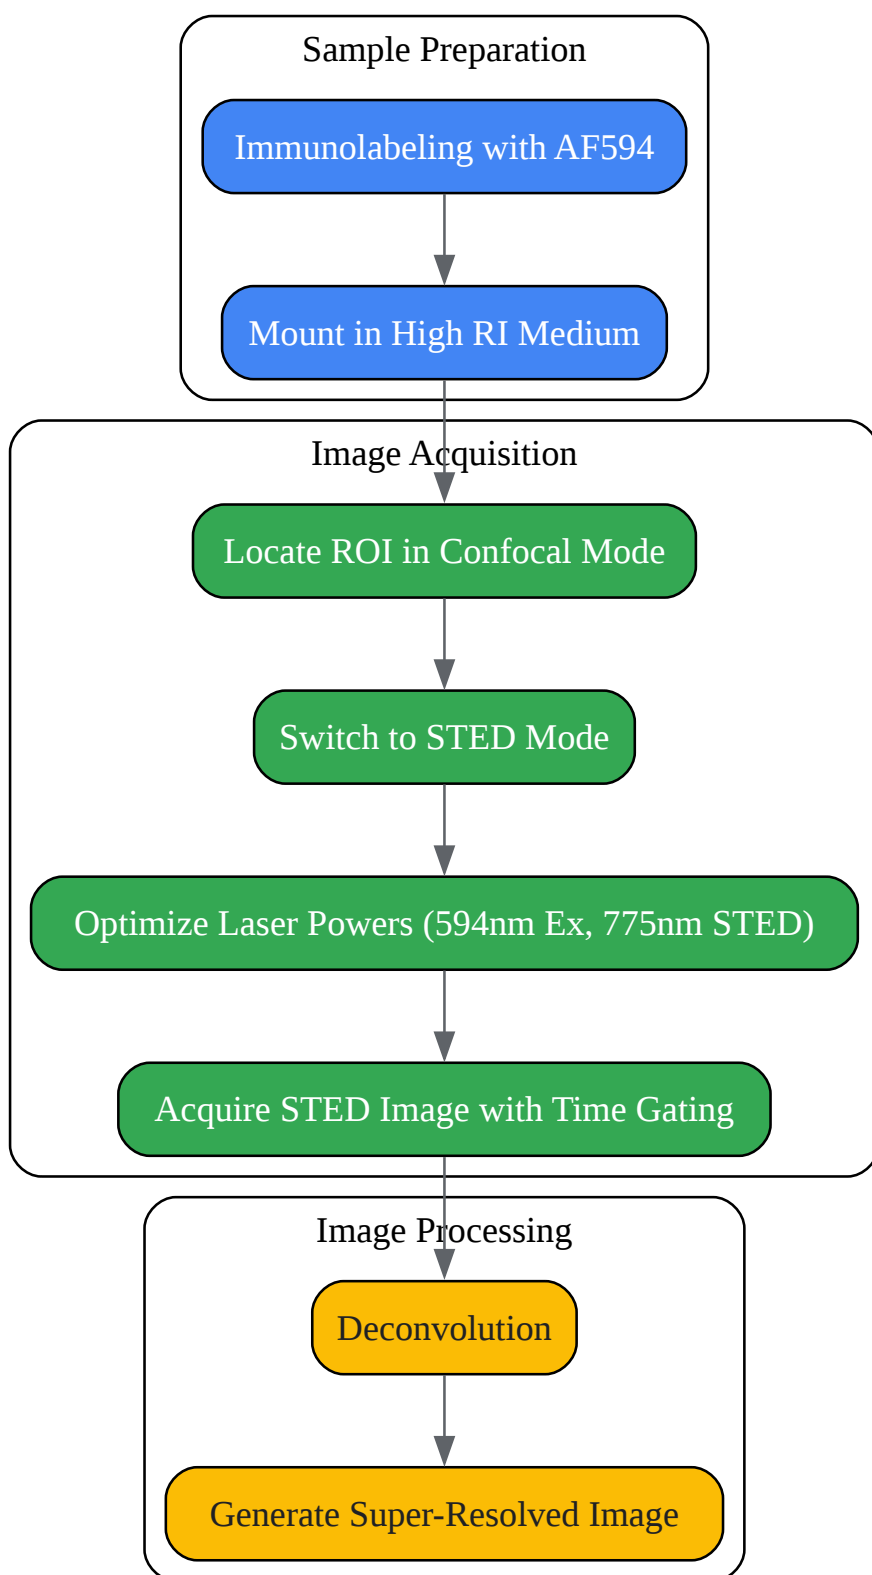 Sample Preparation
Immunolabeling with AF594
Mount in High RI Medium
Image Acquisition
Locate ROI in Confocal Mode
Switch to STED Mode
Optimize Laser Powers (594nm Ex, 775nm STED)
Acquire STED Image with Time Gating
Image Processing
Deconvolution
Generate Super-Resolved Image